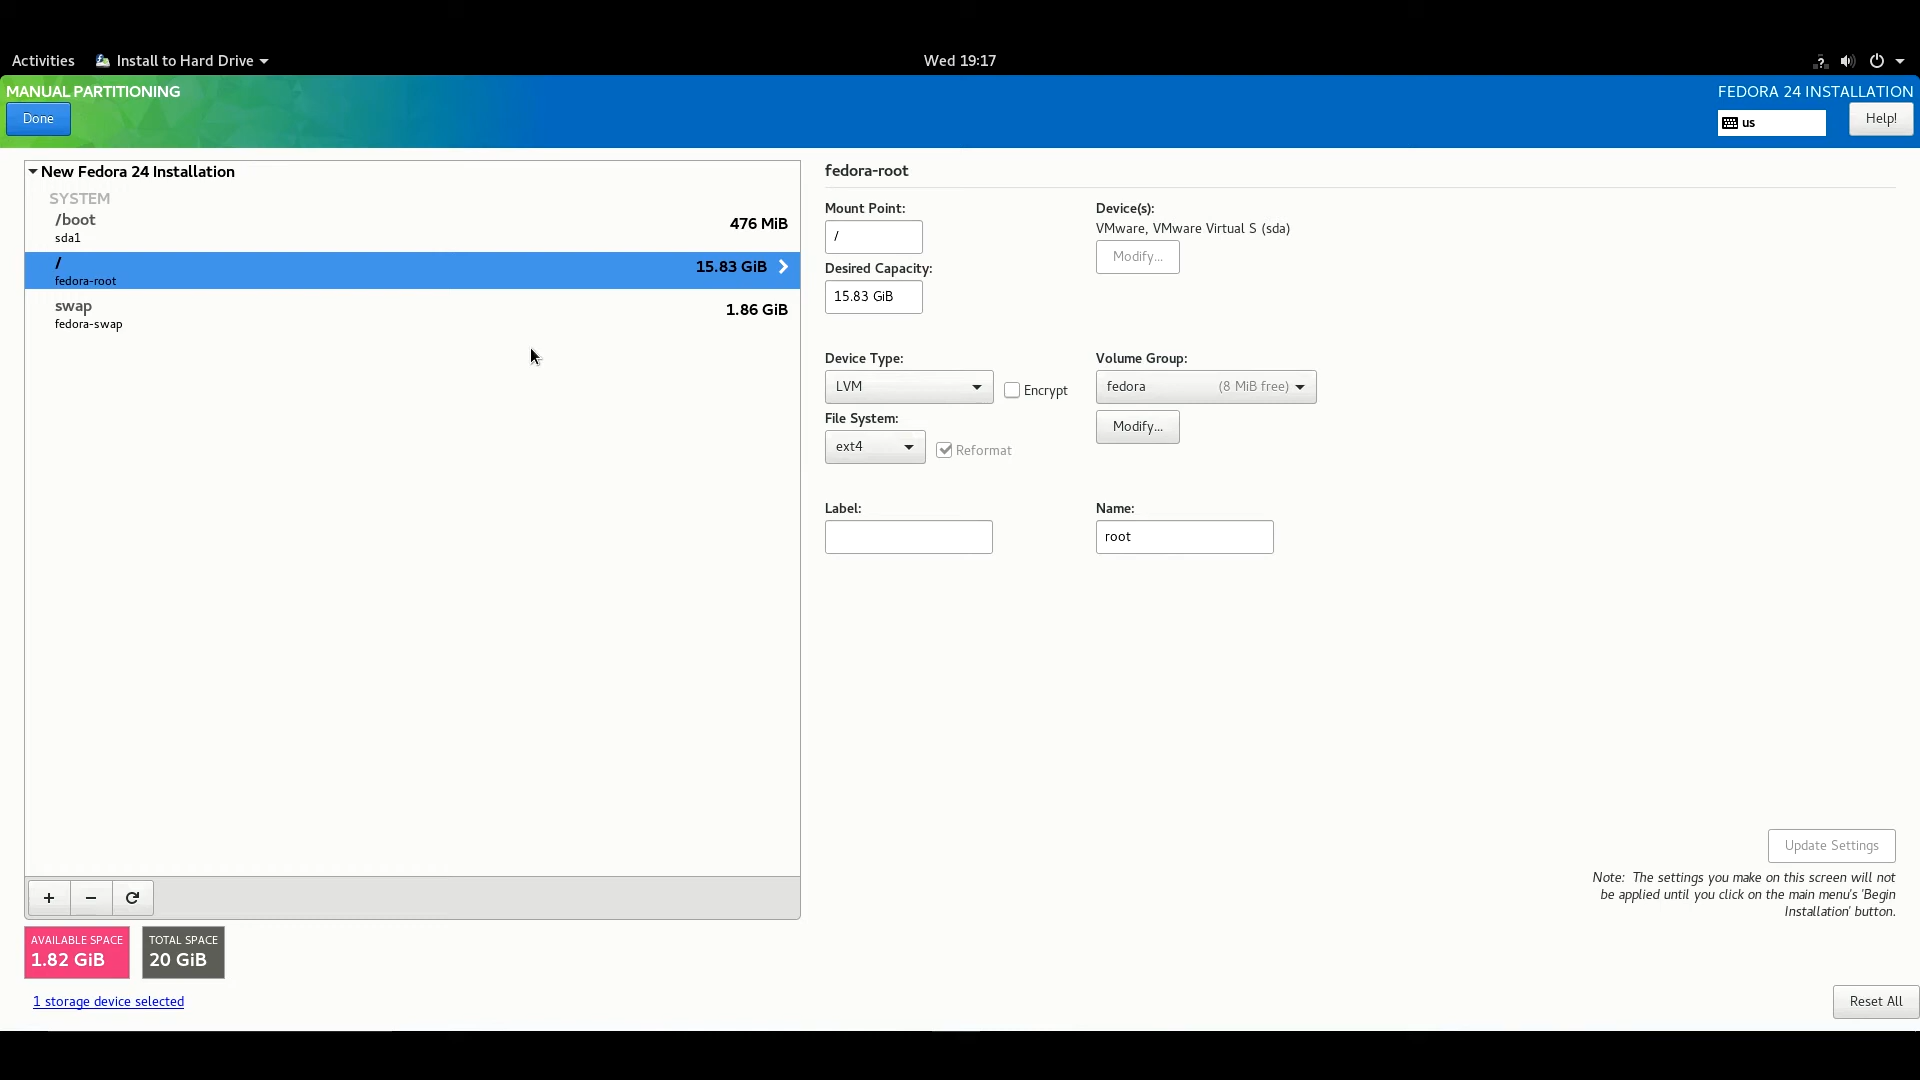 Activities
Install to Hard Drive
Wed 19:17
MANUAL PARTITIONING
FEDORA 24 INSTALLATION
Done
us
Help!
New Fedora 24 Installation
SYSTEM
/boot
476 MiB
sda1
/
15.83 GiB
fedora-root
swap
1.86 GiB
fedora-swap
fedora-root
Mount Point:
/
Device(s):
VMware, VMware Virtual S (sda)
Modify...
Desired Capacity:
15.83 GiB
Device Type:
LVM
Encrypt
Volume Group:
fedora (8 MiB free)
Modify...
File System:
ext4
Reformat
Label:
Name:
root
Update Settings
Note: The settings you make on this screen will not
be applied until you click on the main menu's 'Begin
Installation' button.
AVAILABLE SPACE
1.82 GiB
TOTAL SPACE
20 GiB
1 storage device selected
Reset All